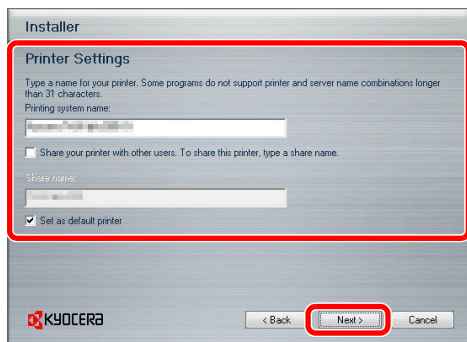 Installer
Printer Settings
Type a name for your printer. Some programs do not support printer and server name combinations longer
than 31 characters.
Printing system name:
Share your printer with other users. To share this printer, type a share name.
Share name:
Set as default printer
KYOCERA
< Back
Next >
Cancel